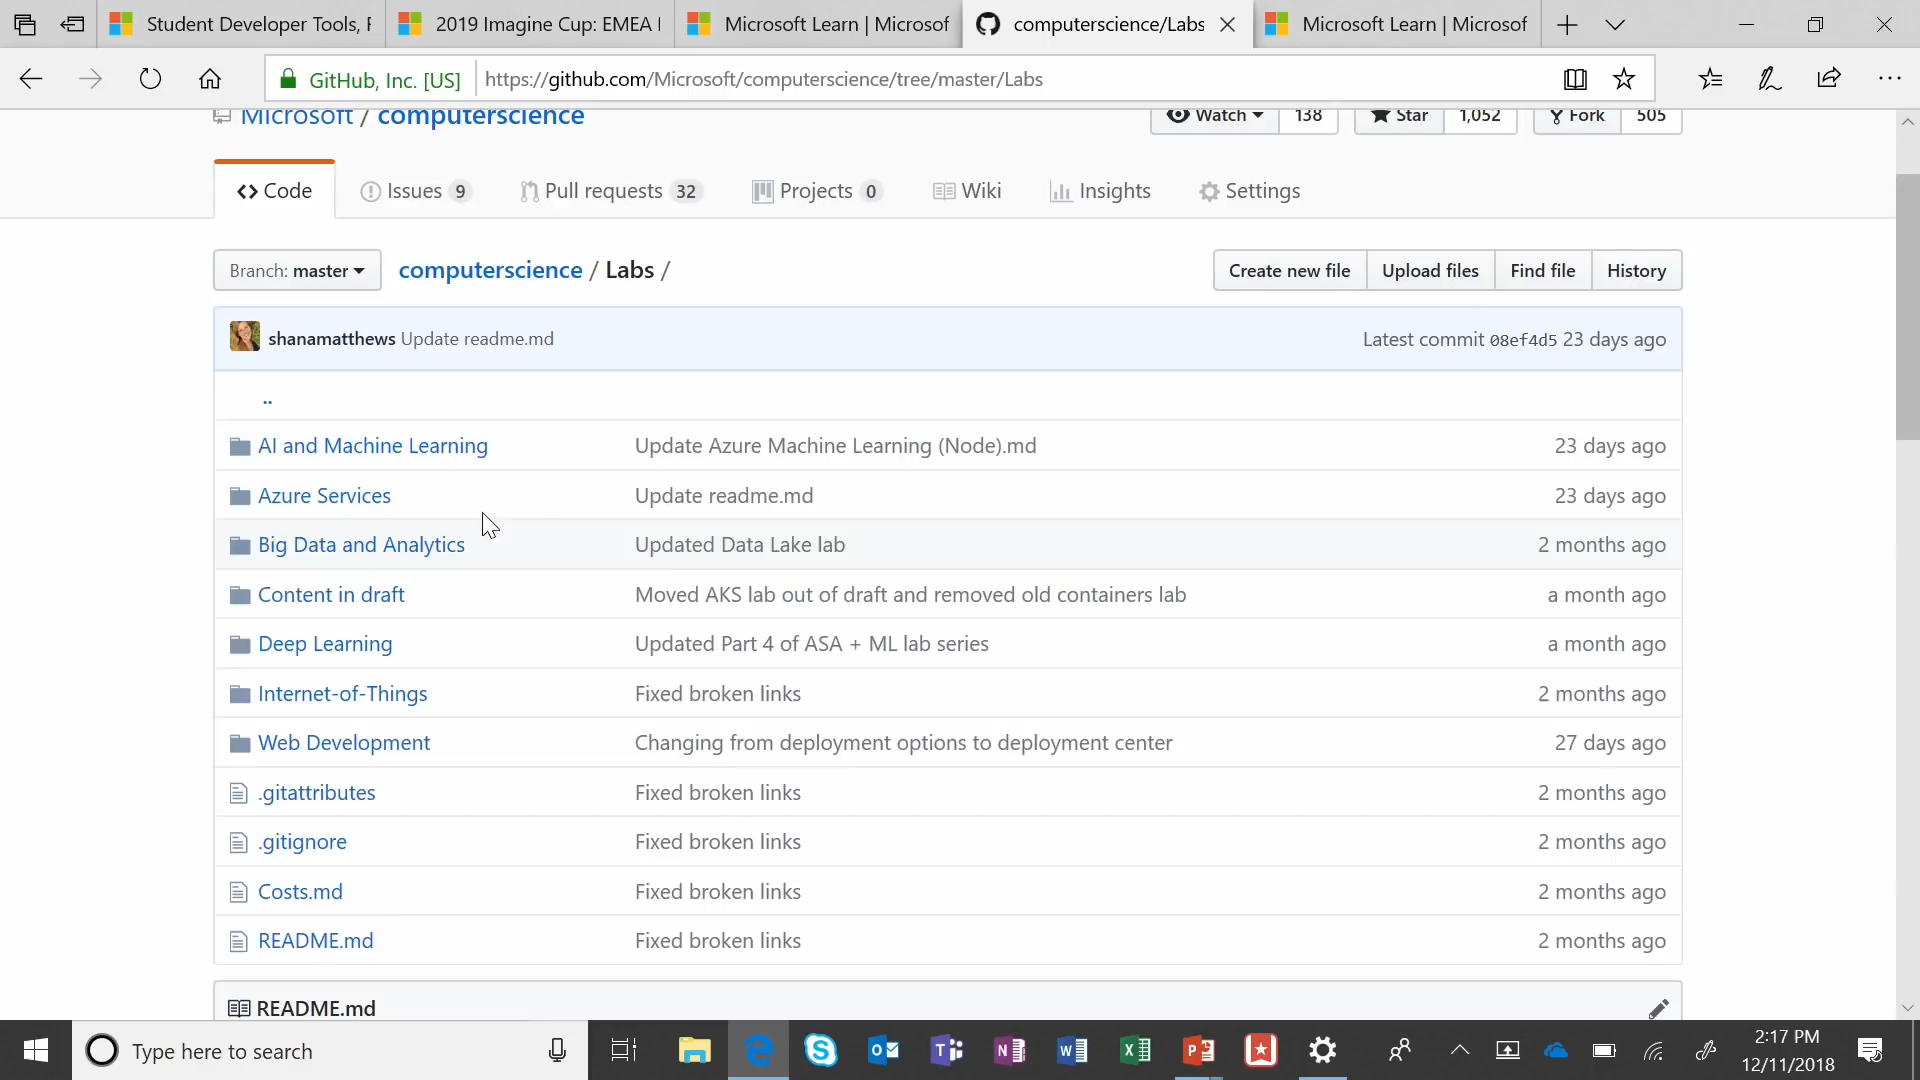 Student Developer Tools, F
2019 Imagine Cup: EMEA
Microsoft Learn | Microsof
computerscience/Labs
Microsoft Learn | Microsof
GitHub, Inc. [US]
https://github.com/Microsoft/computerscience/tree/master/Labs
Microsoft / computerscience
Watch 138
Star 1,052
Fork 505
Code
Issues 9
Pull requests 32
Projects 0
Wiki
Insights
Settings
Branch: master
computerscience / Labs /
Create new file
Upload files
Find file
History
shanamatthews Update readme.md
Latest commit 08ef4d5 23 days ago
..
AI and Machine Learning Update Azure Machine Learning (Node).md 23 days ago
Azure Services Update readme.md 23 days ago
Big Data and Analytics Updated Data Lake lab 2 months ago
Content in draft Moved AKS lab out of draft and removed old containers lab a month ago
Deep Learning Updated Part 4 of ASA + ML lab series a month ago
Internet-of-Things Fixed broken links 2 months ago
Web Development Changing from deployment options to deployment center 27 days ago
.gitattributes Fixed broken links 2 months ago
.gitignore Fixed broken links 2 months ago
Costs.md Fixed broken links 2 months ago
README.md Fixed broken links 2 months ago
README.md
Type here to search
2:17 PM
12/11/2018